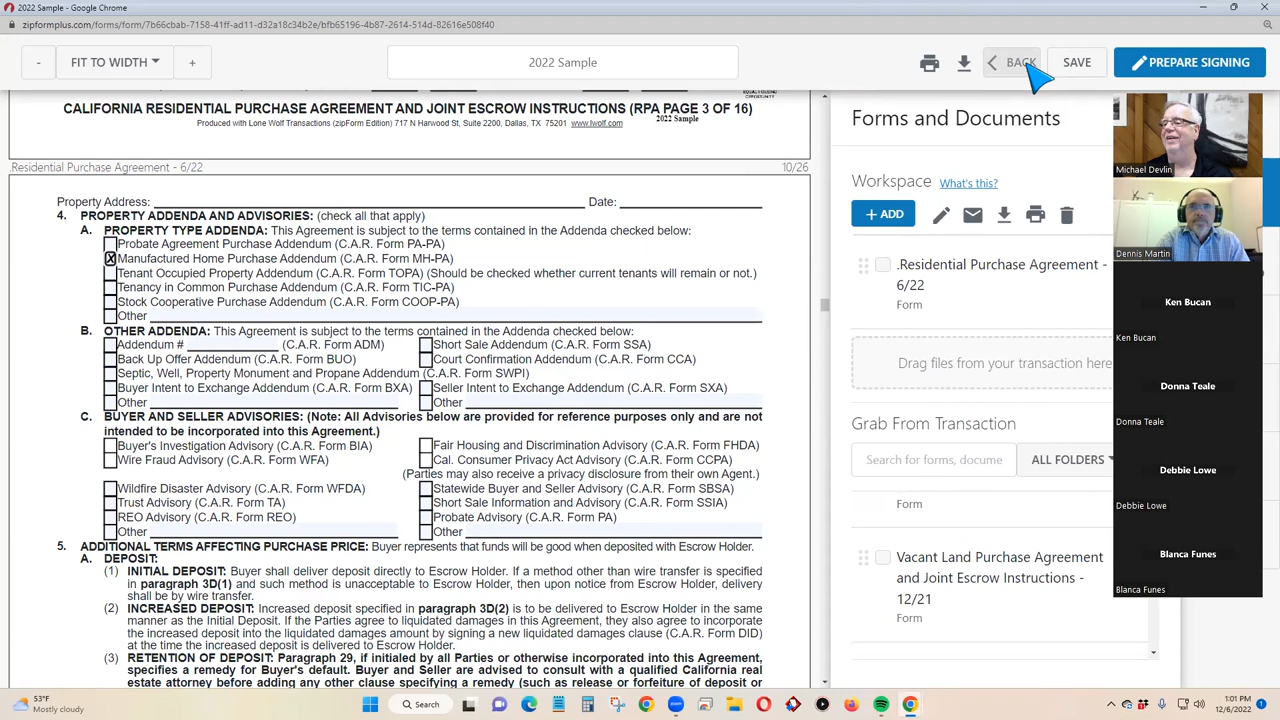 2022 Sample - Google Chrome
zipformplus.com/forms/form/7b66cbab-7158-41ff-ad11-d32a18c34b2e/bfb65196-4b87-2614-514d-82616e508f40
-
FIT TO WIDTH
+
2022 Sample
BACK
SAVE
PREPARE SIGNING
CALIFORNIA RESIDENTIAL PURCHASE AGREEMENT AND JOINT ESCROW INSTRUCTIONS (RPA PAGE 3 OF 16)
Produced with Lone Wolf Transactions (zipForm Edition) 717 N Harwood St, Suite 2200, Dallas, TX 75201 www.lwolf.com
2022 Sample
.Residential Purchase Agreement - 6/22
10/26
Property Address: Date:
4. PROPERTY ADDENDA AND ADVISORIES: (check all that apply)
A. PROPERTY TYPE ADDENDA: This Agreement is subject to the terms contained in the Addenda checked below:
Probate Agreement Purchase Addendum (C.A.R. Form PA-PA)
X Manufactured Home Purchase Addendum (C.A.R. Form MH-PA)
Tenant Occupied Property Addendum (C.A.R. Form TOPA) (Should be checked whether current tenants will remain or not.)
Tenancy in Common Purchase Addendum (C.A.R. Form TIC-PA)
Stock Cooperative Purchase Addendum (C.A.R. Form COOP-PA)
Other
B. OTHER ADDENDA: This Agreement is subject to the terms contained in the Addenda checked below:
Addendum # (C.A.R. Form ADM) Short Sale Addendum (C.A.R. Form SSA)
Back Up Offer Addendum (C.A.R. Form BUO) Court Confirmation Addendum (C.A.R. Form CCA)
Septic, Well, Property Monument and Propane Addendum (C.A.R. Form SWPI)
Buyer Intent to Exchange Addendum (C.A.R. Form BXA) Seller Intent to Exchange Addendum (C.A.R. Form SXA)
Other Other
C. BUYER AND SELLER ADVISORIES: (Note: All Advisories below are provided for reference purposes only and are not
intended to be incorporated into this Agreement.)
Buyer's Investigation Advisory (C.A.R. Form BIA) Fair Housing and Discrimination Advisory (C.A.R. Form FHDA)
Wire Fraud Advisory (C.A.R. Form WFA) Cal. Consumer Privacy Act Advisory (C.A.R. Form CCPA)
(Parties may also receive a privacy disclosure from their own Agent.)
Wildfire Disaster Advisory (C.A.R. Form WFDA) Statewide Buyer and Seller Advisory (C.A.R. Form SBSA)
Trust Advisory (C.A.R. Form TA) Short Sale Information and Advisory (C.A.R. Form SSIA)
REO Advisory (C.A.R. Form REO) Probate Advisory (C.A.R. Form PA)
Other Other
5. ADDITIONAL TERMS AFFECTING PURCHASE PRICE: Buyer represents that funds will be good when deposited with Escrow Holder.
A. DEPOSIT:
(1) INITIAL DEPOSIT: Buyer shall deliver deposit directly to Escrow Holder. If a method other than wire transfer is specified
in paragraph 3D(1) and such method is unacceptable to Escrow Holder, then upon notice from Escrow Holder, delivery
shall be by wire transfer.
(2) INCREASED DEPOSIT: Increased deposit specified in paragraph 3D(2) is to be delivered to Escrow Holder in the same
manner as the Initial Deposit. If the Parties agree to liquidated damages in this Agreement, they also agree to incorporate
the increased deposit into the liquidated damages amount by signing a new liquidated damages clause (C.A.R. Form DID)
at the time the increased deposit is delivered to Escrow Holder.
(3) RETENTION OF DEPOSIT: Paragraph 29, if initialed by all Parties or otherwise incorporated into this Agreement,
specifies a remedy for Buyer's default. Buyer and Seller are advised to consult with a qualified California real
estate attorney before adding any other clause specifying a remedy (such as release or forfeiture of deposit or
Forms and Documents
Workspace What's this?
+ ADD
.Residential Purchase Agreement -
6/22
Form
Drag files from your transaction here
Grab From Transaction
Search for forms, docume
ALL FOLDERS
Form
Vacant Land Purchase Agreement
and Joint Escrow Instructions -
12/21
Form
Michael Devlin
Dennis Martin
Ken Bucan
Ken Bucan
Donna Teale
Donna Teale
Debbie Lowe
Debbie Lowe
Blanca Funes
Blanca Funes
53°F
Mostly cloudy
Search
zoom
1:01 PM
12/6/2022